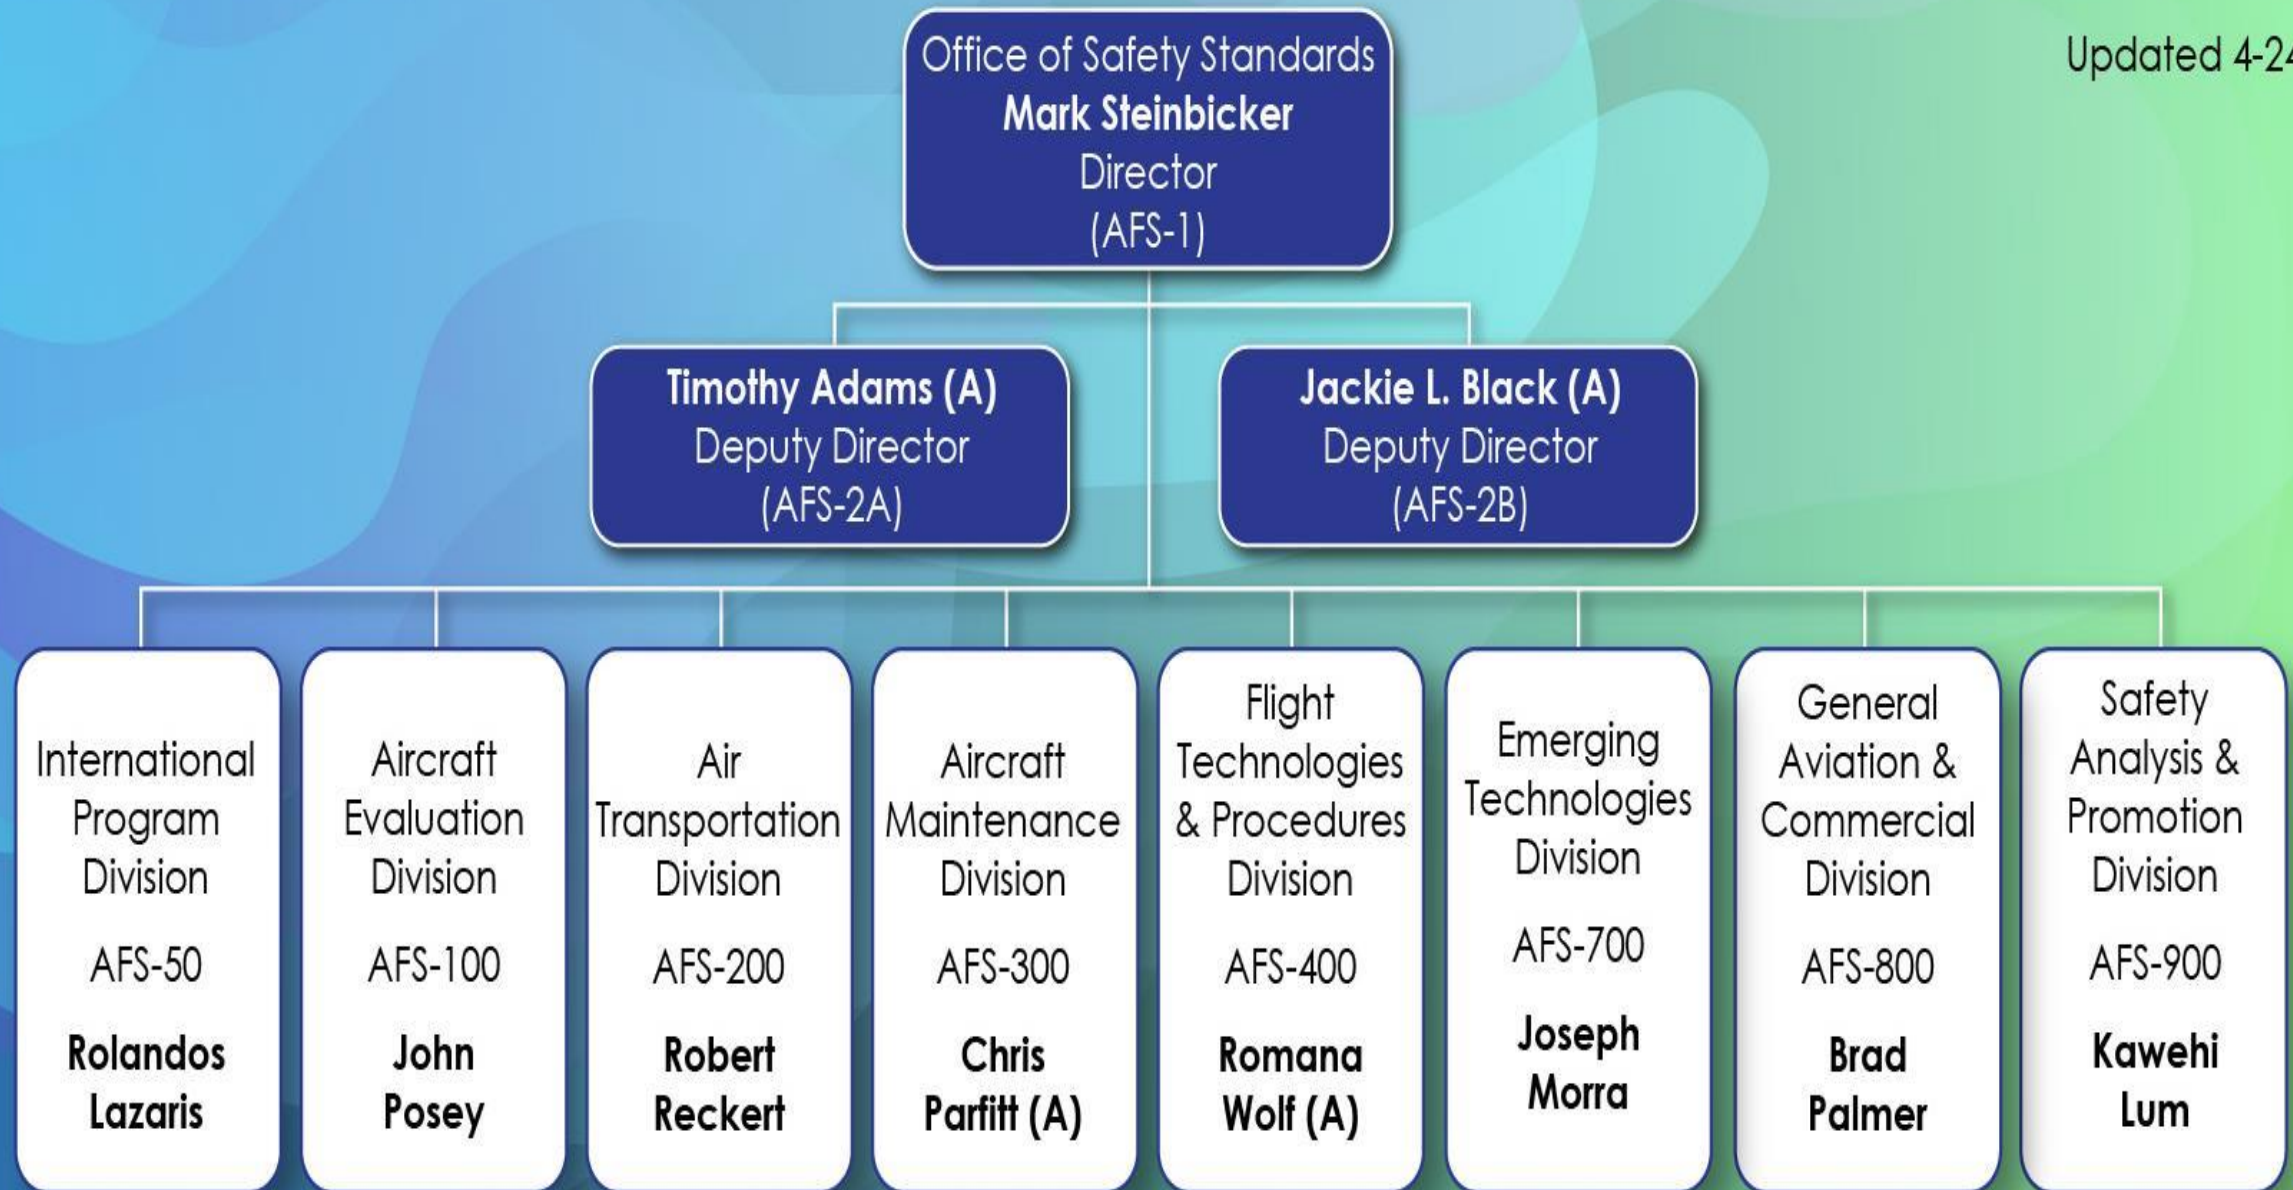 Updated 4-24
Office of Safety Standards
Mark Steinbicker
Director
(AFS-1)
Timothy Adams (A)
Deputy Director
(AFS-2A)
Jackie L. Black (A)
Deputy Director
(AFS-2B)
International
Program
Division
AFS-50
Rolandos
Lazaris
Aircraft
Evaluation
Division
AFS-100
John
Posey
Air
Transportation
Division
AFS-200
Robert
Reckert
Aircraft
Maintenance
Division
AFS-300
Chris
Parfitt (A)
Flight
Technologies
& Procedures
Division
AFS-400
Romana
Wolf (A)
Emerging
Technologies
Division
AFS-700
Joseph
Morra
General
Aviation &
Commercial
Division
AFS-800
Brad
Palmer
Safety
Analysis &
Promotion
Division
AFS-900
Kawehi
Lum